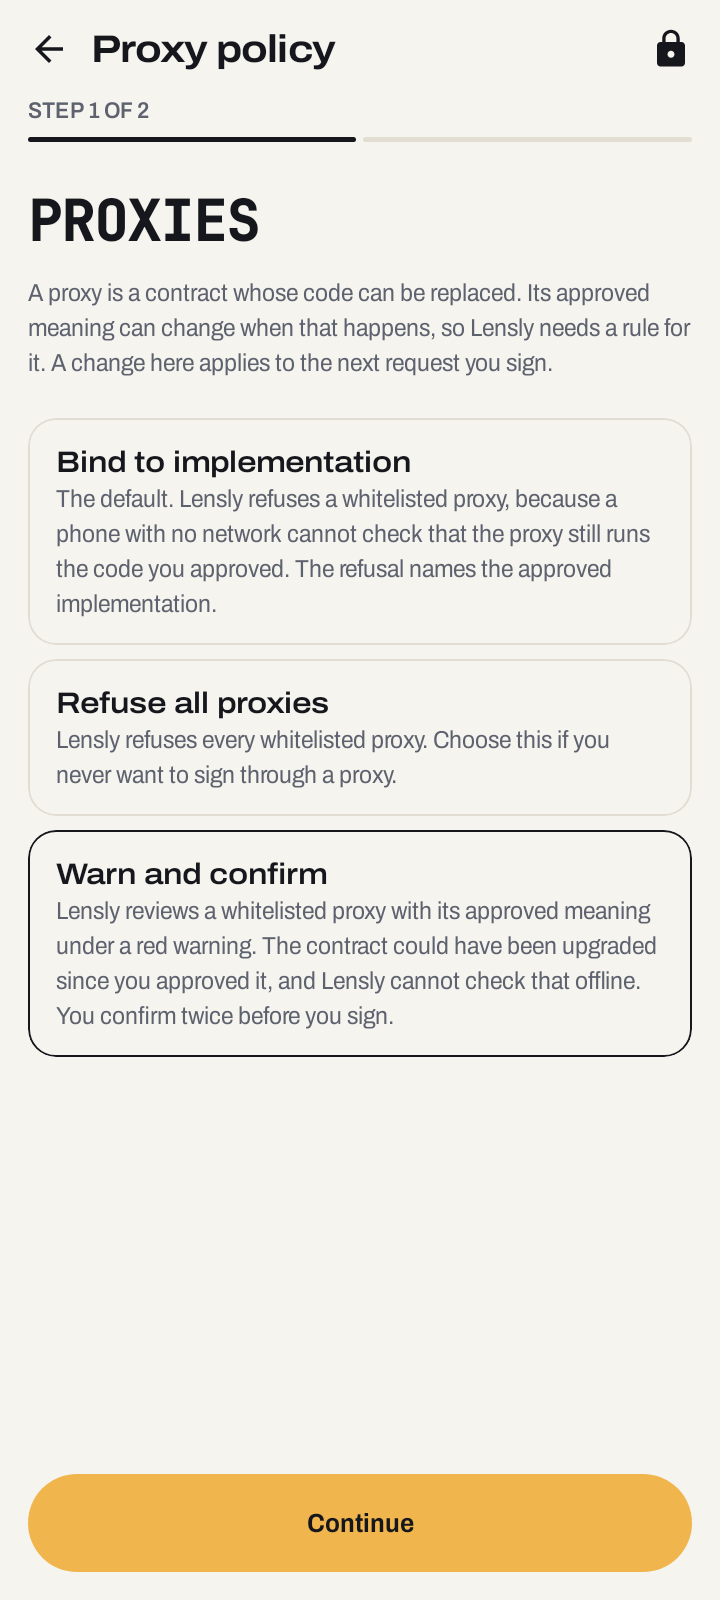 Proxy policy
STEP 1 OF 2
PROXIES
A proxy is a contract whose code can be replaced. Its approved
meaning can change when that happens, so Lensly needs a rule for
it. A change here applies to the next request you sign.
Bind to implementation
The default. Lensly refuses a whitelisted proxy, because a
phone with no network cannot check that the proxy still runs
the code you approved. The refusal names the approved
implementation.
Refuse all proxies
Lensly refuses every whitelisted proxy. Choose this if you
never want to sign through a proxy.
Warn and confirm
Lensly reviews a whitelisted proxy with its approved meaning
under a red warning. The contract could have been upgraded
since you approved it, and Lensly cannot check that offline.
You confirm twice before you sign.
Continue